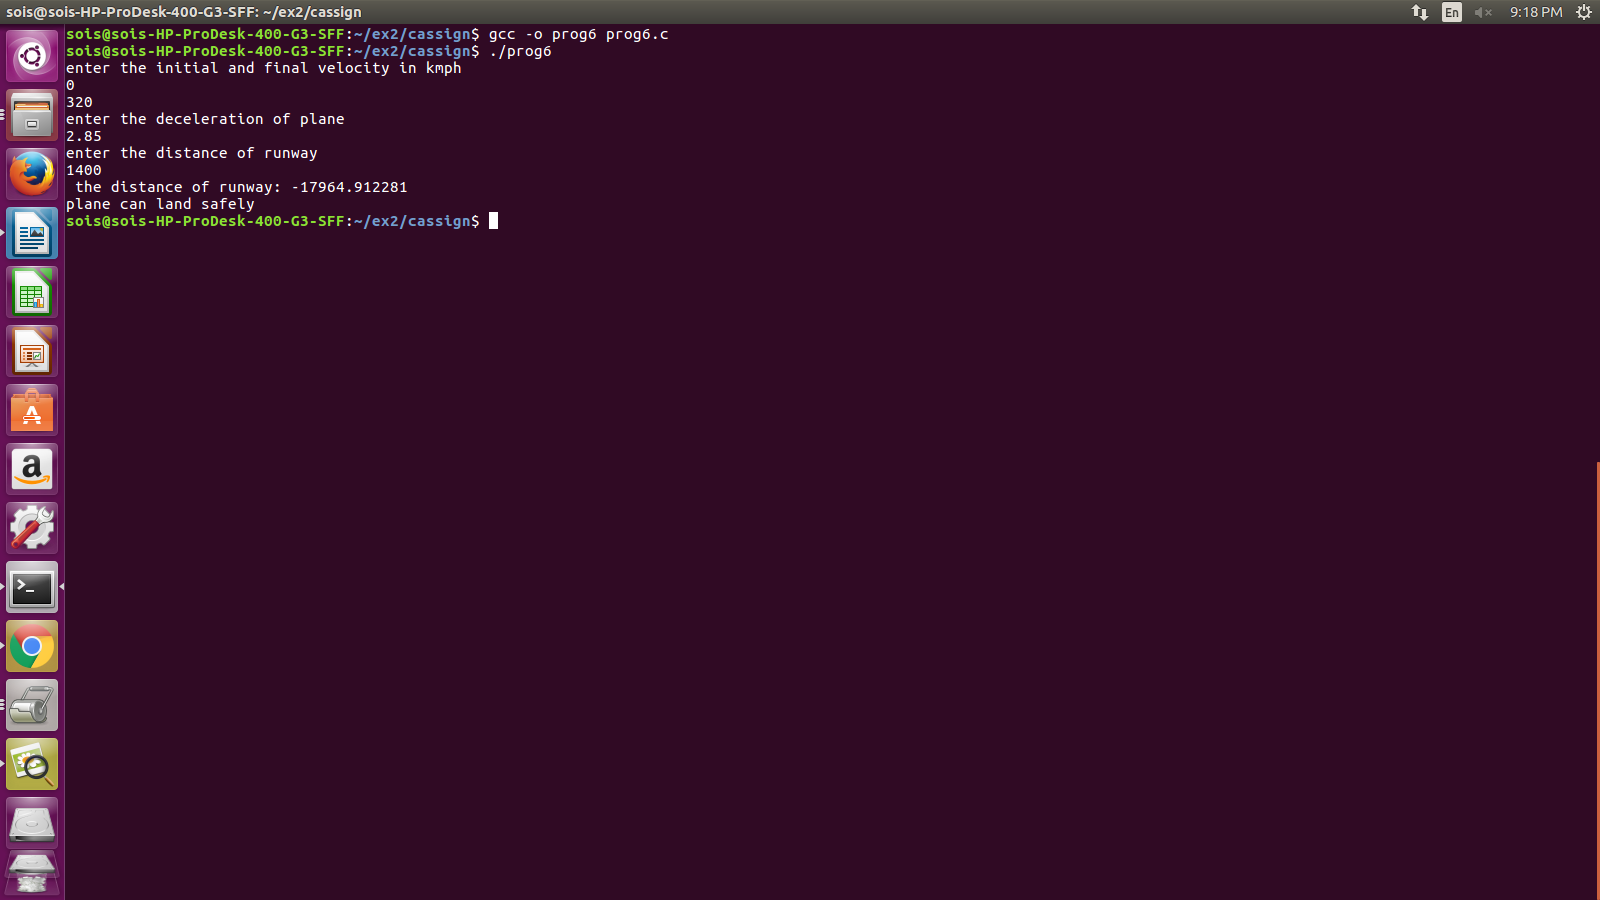 sois@sois-HP-ProDesk-400-G3-SFF: ~/ex2/cassign
En
9:18 PM
sois@sois-HP-ProDesk-400-G3-SFF:~/ex2/cassign$ gcc -o prog6 prog6.c
sois@sois-HP-ProDesk-400-G3-SFF:~/ex2/cassign$ ./prog6
enter the initial and final velocity in kmph
0
320
enter the deceleration of plane
2.85
enter the distance of runway
1400
 the distance of runway: -17964.912281
plane can land safely
sois@sois-HP-ProDesk-400-G3-SFF:~/ex2/cassign$